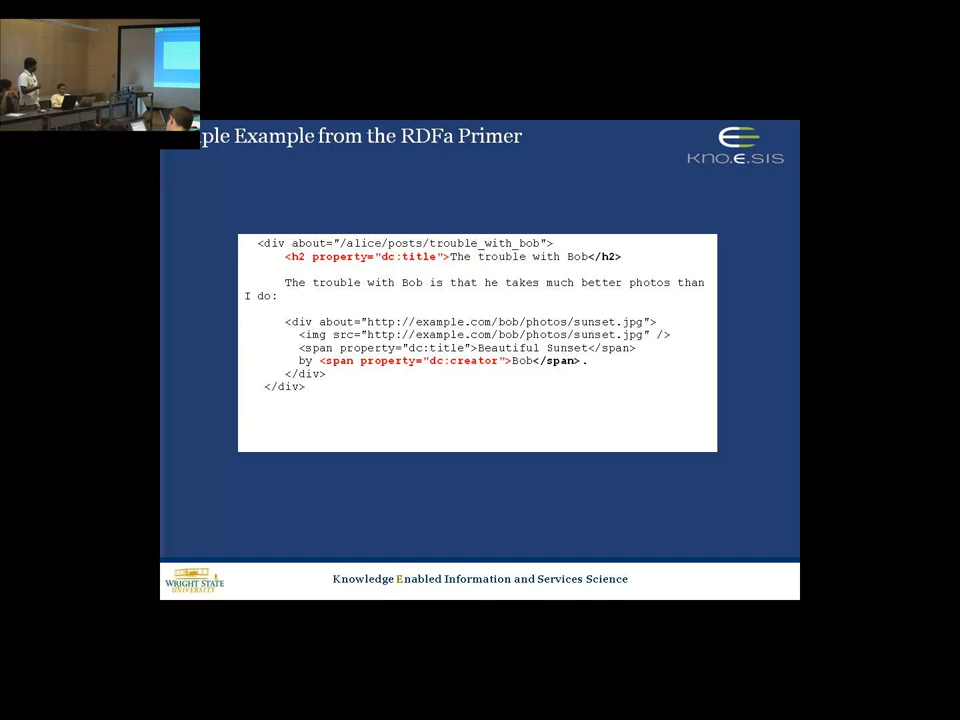 ple Example from the RDFa Primer
kno.e.sis
<div about="/alice/posts/trouble_with_bob">
<h2 property="dc:title">The trouble with Bob</h2>
The trouble with Bob is that he takes much better photos than
I do:
<div about="http://example.com/bob/photos/sunset.jpg">
<img src="http://example.com/bob/photos/sunset.jpg" />
<span property="dc:title">Beautiful Sunset</span>
by <span property="dc:creator">Bob</span>.
</div>
</div>
WRIGHT STATE
UNIVERSITY
Knowledge Enabled Information and Services Science